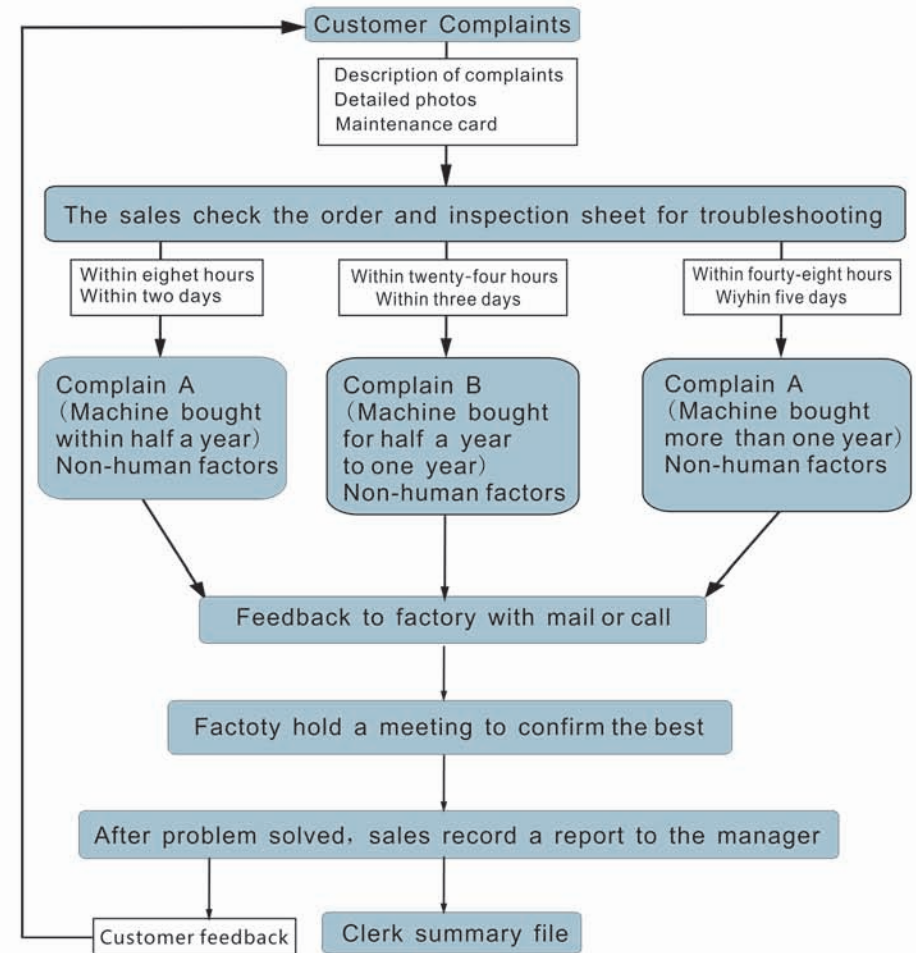 Customer Complaints
Description of complaints
Detailed photos
Maintenance card
The sales check the order and inspection sheet for troubleshooting
Within eighet hours
Within two days
Within twenty-four hours
Within three days
Within fourty-eight hours
Wiyhin five days
Complain A
(Machine bought
within half a year)
Non-human factors
Complain B
(Machine bought
for half a year
to one year)
Non-human factors
Complain A
(Machine bought
more than one year)
Non-human factors
Feedback to factory with mail or call
Factoty hold a meeting to confirm the best
After problem solved, sales record a report to the manager
Customer feedback
Clerk summary file